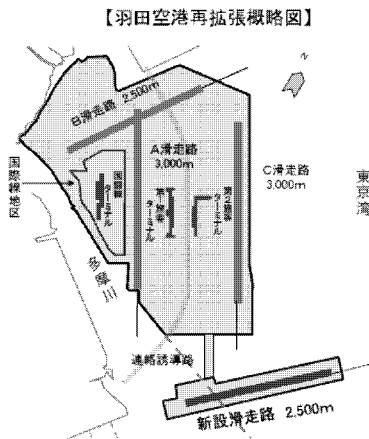 【羽田空港再拡張概略図】
N
B滑走路 2,500m
A滑走路
3,000m
C滑走路
3,000m
東京湾
国際線
地区
国際線
ターミナル
第1旅客
ターミナル
第2旅客
ターミナル
多摩川
連絡誘導路
新設滑走路 2,500m